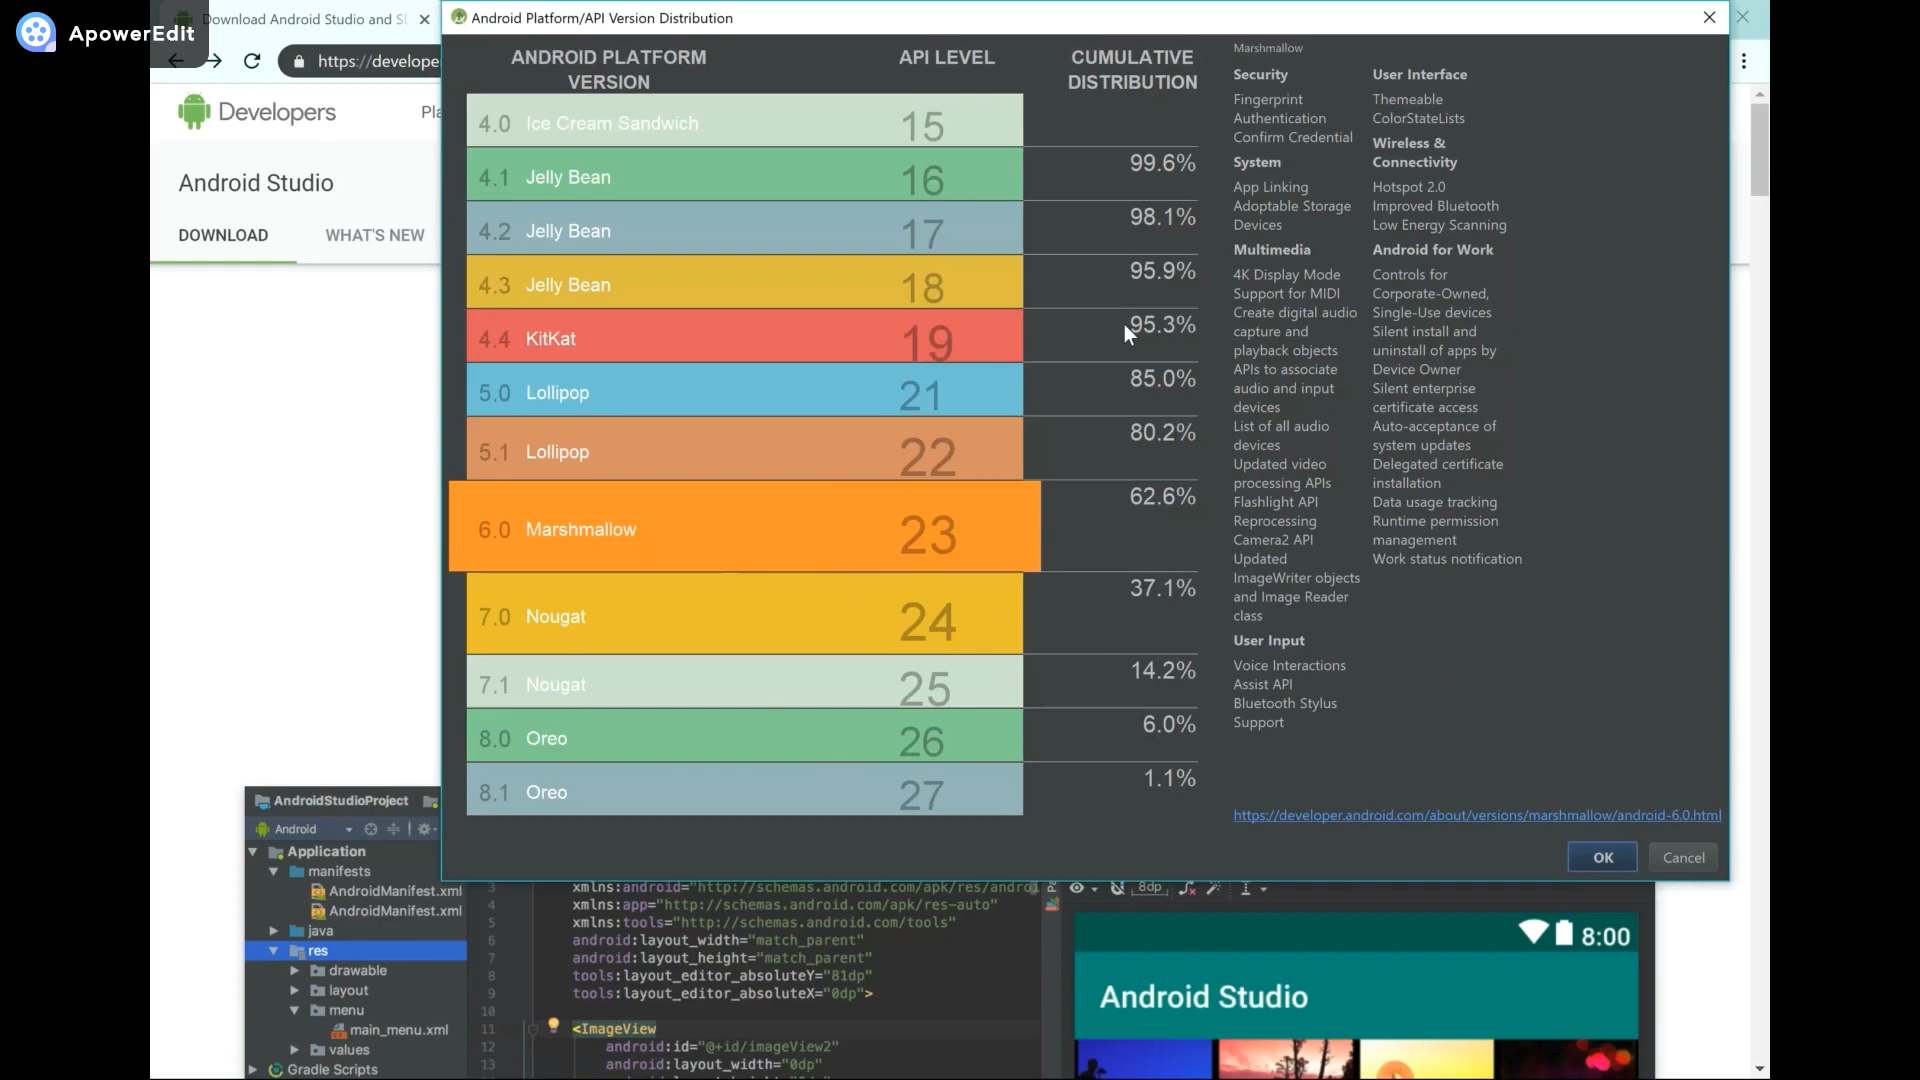 ApowerEdit
Download Android Studio and S
https://develope
Developers
Pla
Android Studio
DOWNLOAD
WHAT'S NEW
Android Platform/API Version Distribution
ANDROID PLATFORM
VERSION
API LEVEL
CUMULATIVE
DISTRIBUTION
4.0 Ice Cream Sandwich 15
99.6%
4.1 Jelly Bean 16
98.1%
4.2 Jelly Bean 17
95.9%
4.3 Jelly Bean 18
95.3%
4.4 KitKat 19
85.0%
5.0 Lollipop 21
80.2%
5.1 Lollipop 22
62.6%
6.0 Marshmallow 23
37.1%
7.0 Nougat 24
14.2%
7.1 Nougat 25
6.0%
8.0 Oreo 26
1.1%
8.1 Oreo 27
Marshmallow
Security
Fingerprint
Authentication
Confirm Credential
System
App Linking
Adoptable Storage
Devices
Multimedia
4K Display Mode
Support for MIDI
Create digital audio
capture and
playback objects
APIs to associate
audio and input
devices
List of all audio
devices
Updated video
processing APIs
Flashlight API
Reprocessing
Camera2 API
Updated
ImageWriter objects
and Image Reader
class
User Input
Voice Interactions
Assist API
Bluetooth Stylus
Support
User Interface
Themeable
ColorStateLists
Wireless &
Connectivity
Hotspot 2.0
Improved Bluetooth
Low Energy Scanning
Android for Work
Controls for
Corporate-Owned,
Single-Use devices
Silent install and
uninstall of apps by
Device Owner
Silent enterprise
certificate access
Auto-acceptance of
system updates
Delegated certificate
installation
Data usage tracking
Runtime permission
management
Work status notification
https://developer.android.com/about/versions/marshmallow/android-6.0.html
OK
Cancel
AndroidStudioProject
Android
Application
manifests
AndroidManifest.xml
AndroidManifest.xml
java
res
drawable
layout
menu
main_menu.xml
values
Gradle Scripts
3 xmlns:android="http://schemas.android.com/apk/res/andro
4 xmlns:app="http://schemas.android.com/apk/res-auto"
5 xmlns:tools="http://schemas.android.com/tools"
6 android:layout_width="match_parent"
7 android:layout_height="match_parent"
8 tools:layout_editor_absoluteY="81dp"
9 tools:layout_editor_absoluteX="0dp">
10
11 <ImageView
12 android:id="@+id/imageView2"
13 android:layout_width="0dp"
8dp
8:00
Android Studio